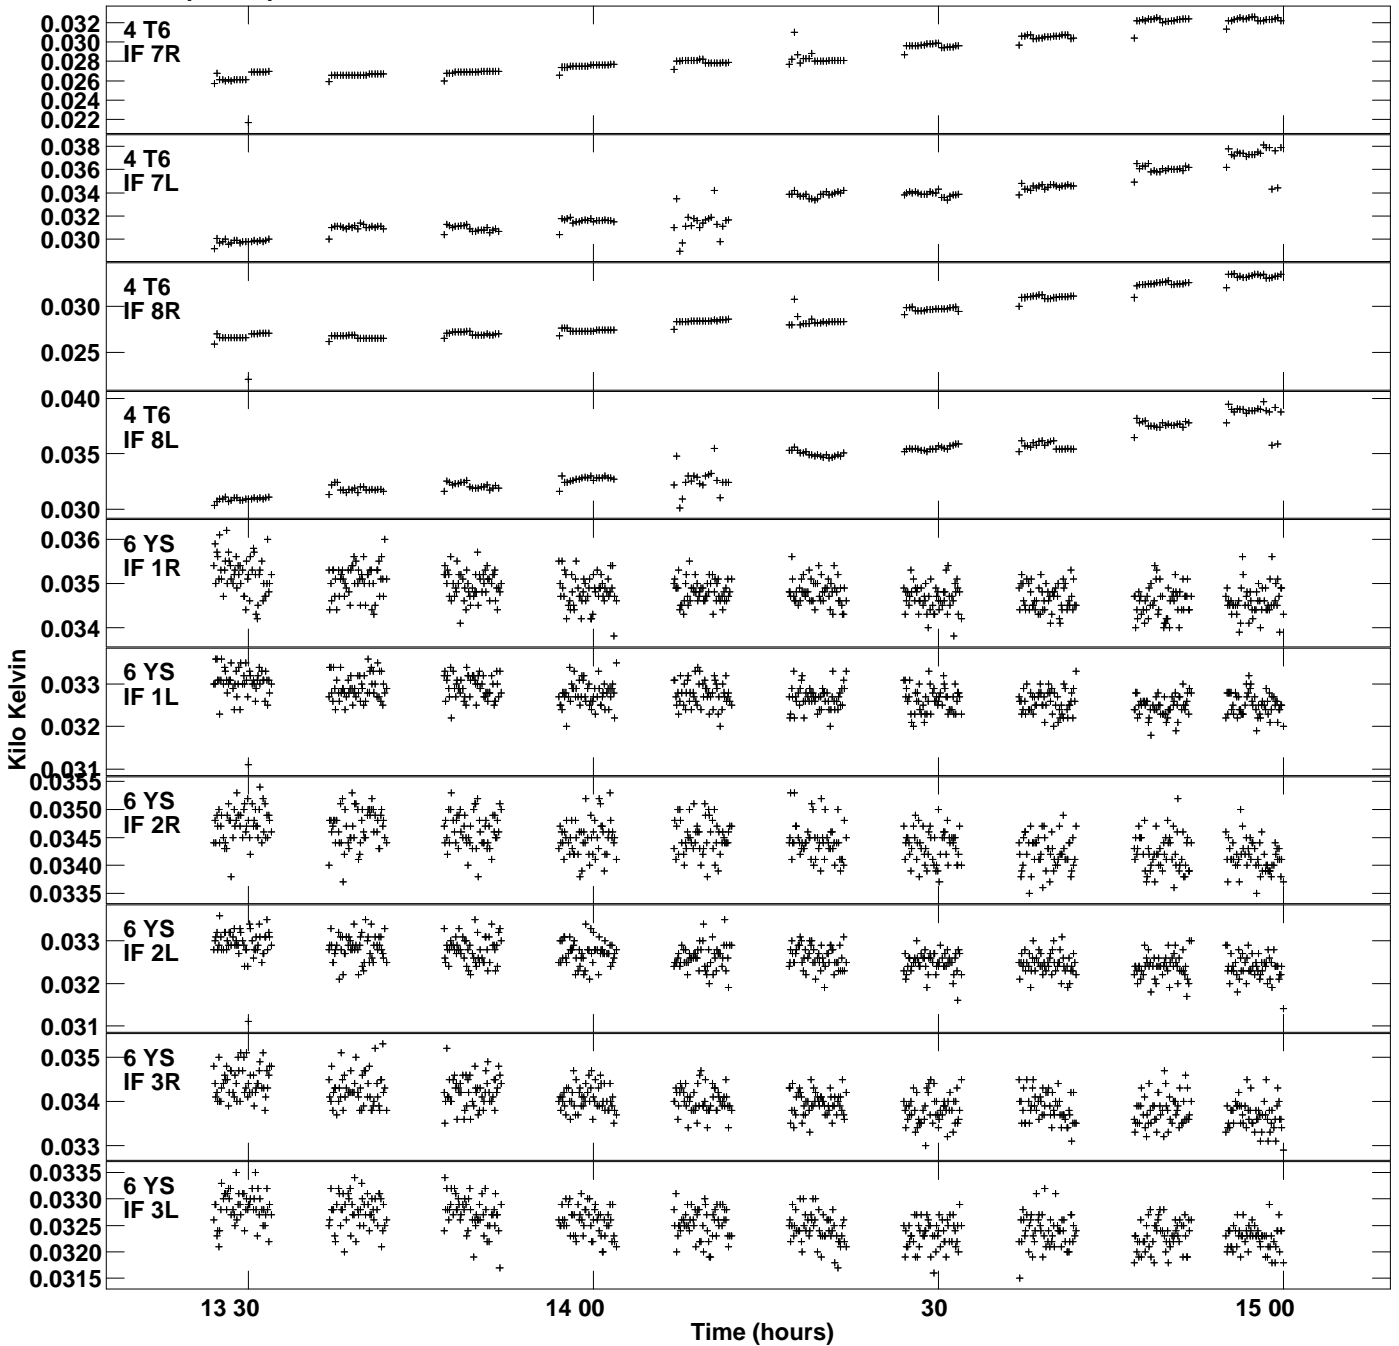 0.032
0.030
0.028
0.026
0.024
0.022
4 T6
IF 7R
0.038
0.036
0.034
0.032
0.030
4 T6
IF 7L
0.030
0.025
4 T6
IF 8R
0.040
0.035
0.030
4 T6
IF 8L
0.036
0.035
0.034
6 YS
IF 1R
0.033
0.032
0.031
6 YS
IF 1L
0.0355
0.0350
0.0345
0.0340
0.0335
6 YS
IF 2R
0.033
0.032
0.031
6 YS
IF 2L
0.035
0.034
0.033
6 YS
IF 3R
0.0335
0.0330
0.0325
0.0320
0.0315
6 YS
IF 3L
Kilo Kelvin
13 30
14 00
30
15 00
Time (hours)